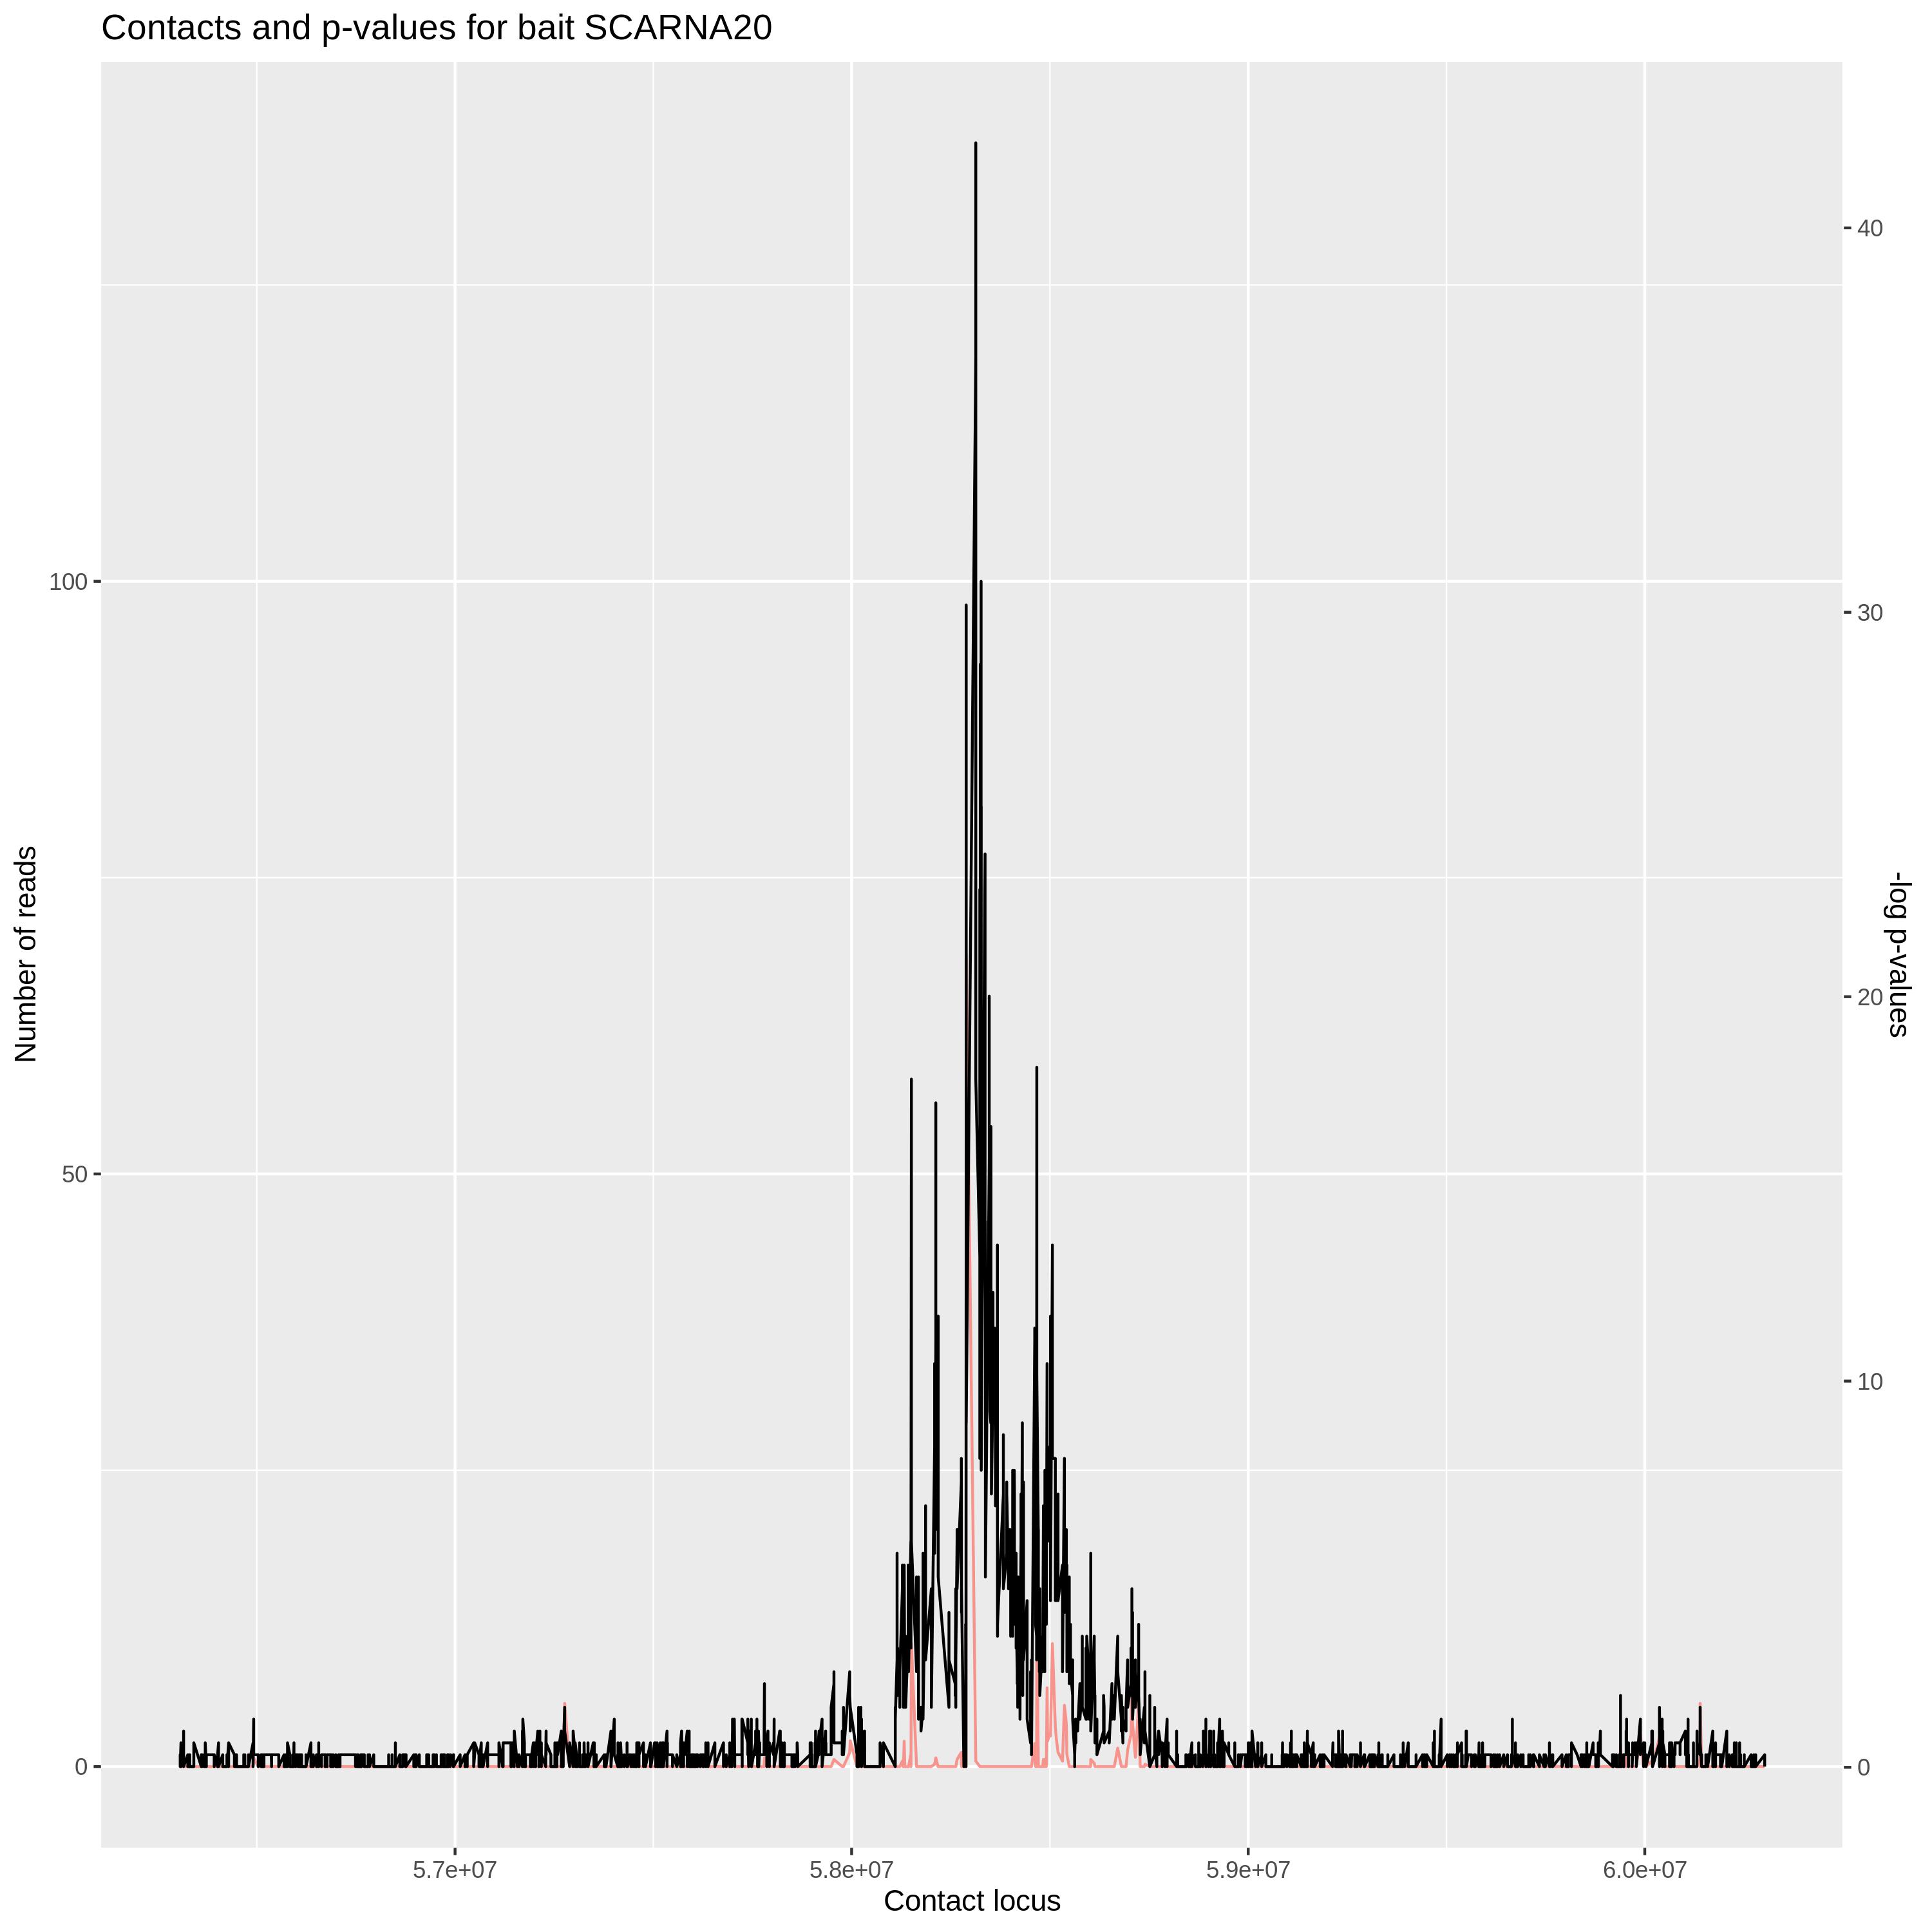 Contacts and p-values for bait SCARNA20
Number of reads
100
50
0
40
30
20
10
0
-log p-values
5.7e+07
5.8e+07
5.9e+07
6.0e+07
Contact locus